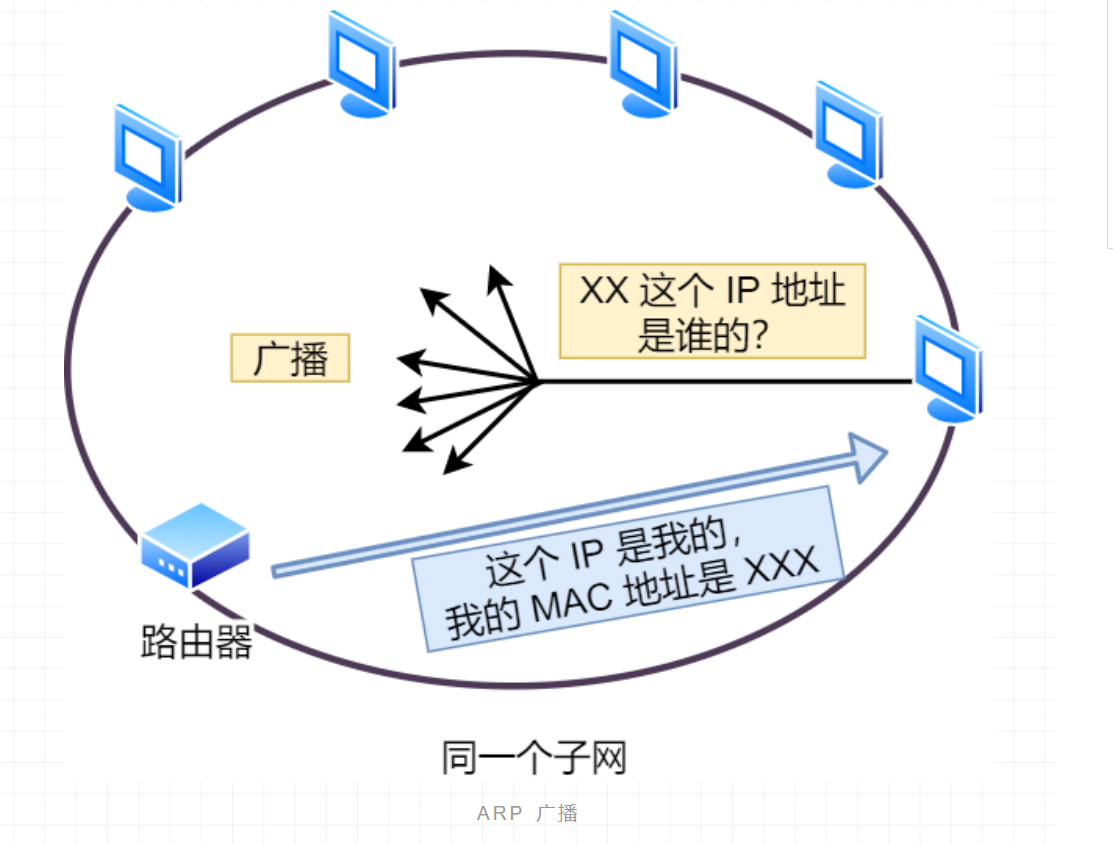 XX 这个 IP 地址
是谁的？
广播
这个 IP 是我的，
我的 MAC 地址是 XXX
路由器
同一个子网
ARP 广播